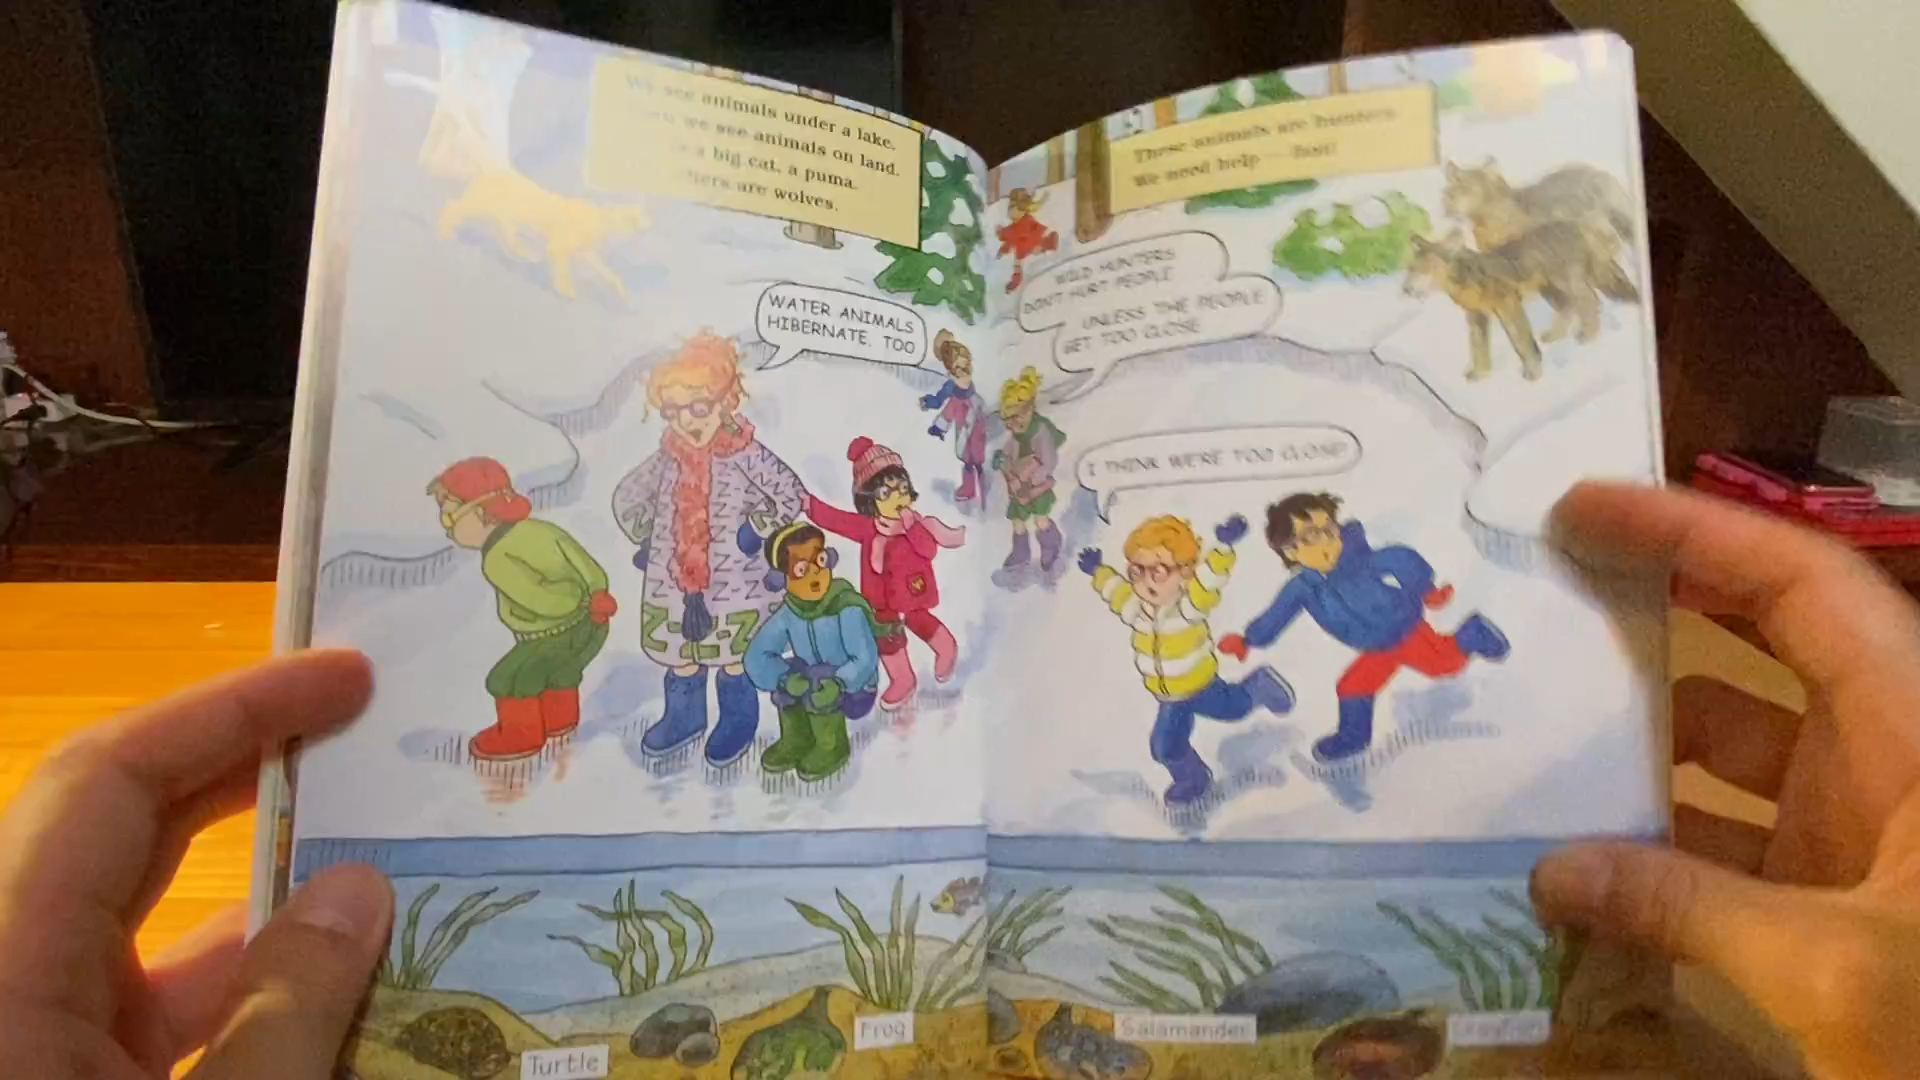 We see animals under a lake.
we see animals on land.
a big cat, a puma.
are wolves.
WATER ANIMALS
HIBERNATE, TOO
These animals are hunters.
We need help — fast!
WILD HUNTERS
DON'T HURT PEOPLE
UNLESS THE PEOPLE
GET TOO CLOSE
I THINK WE'RE TOO CLOSE!
Turtle
Frog
Salamander